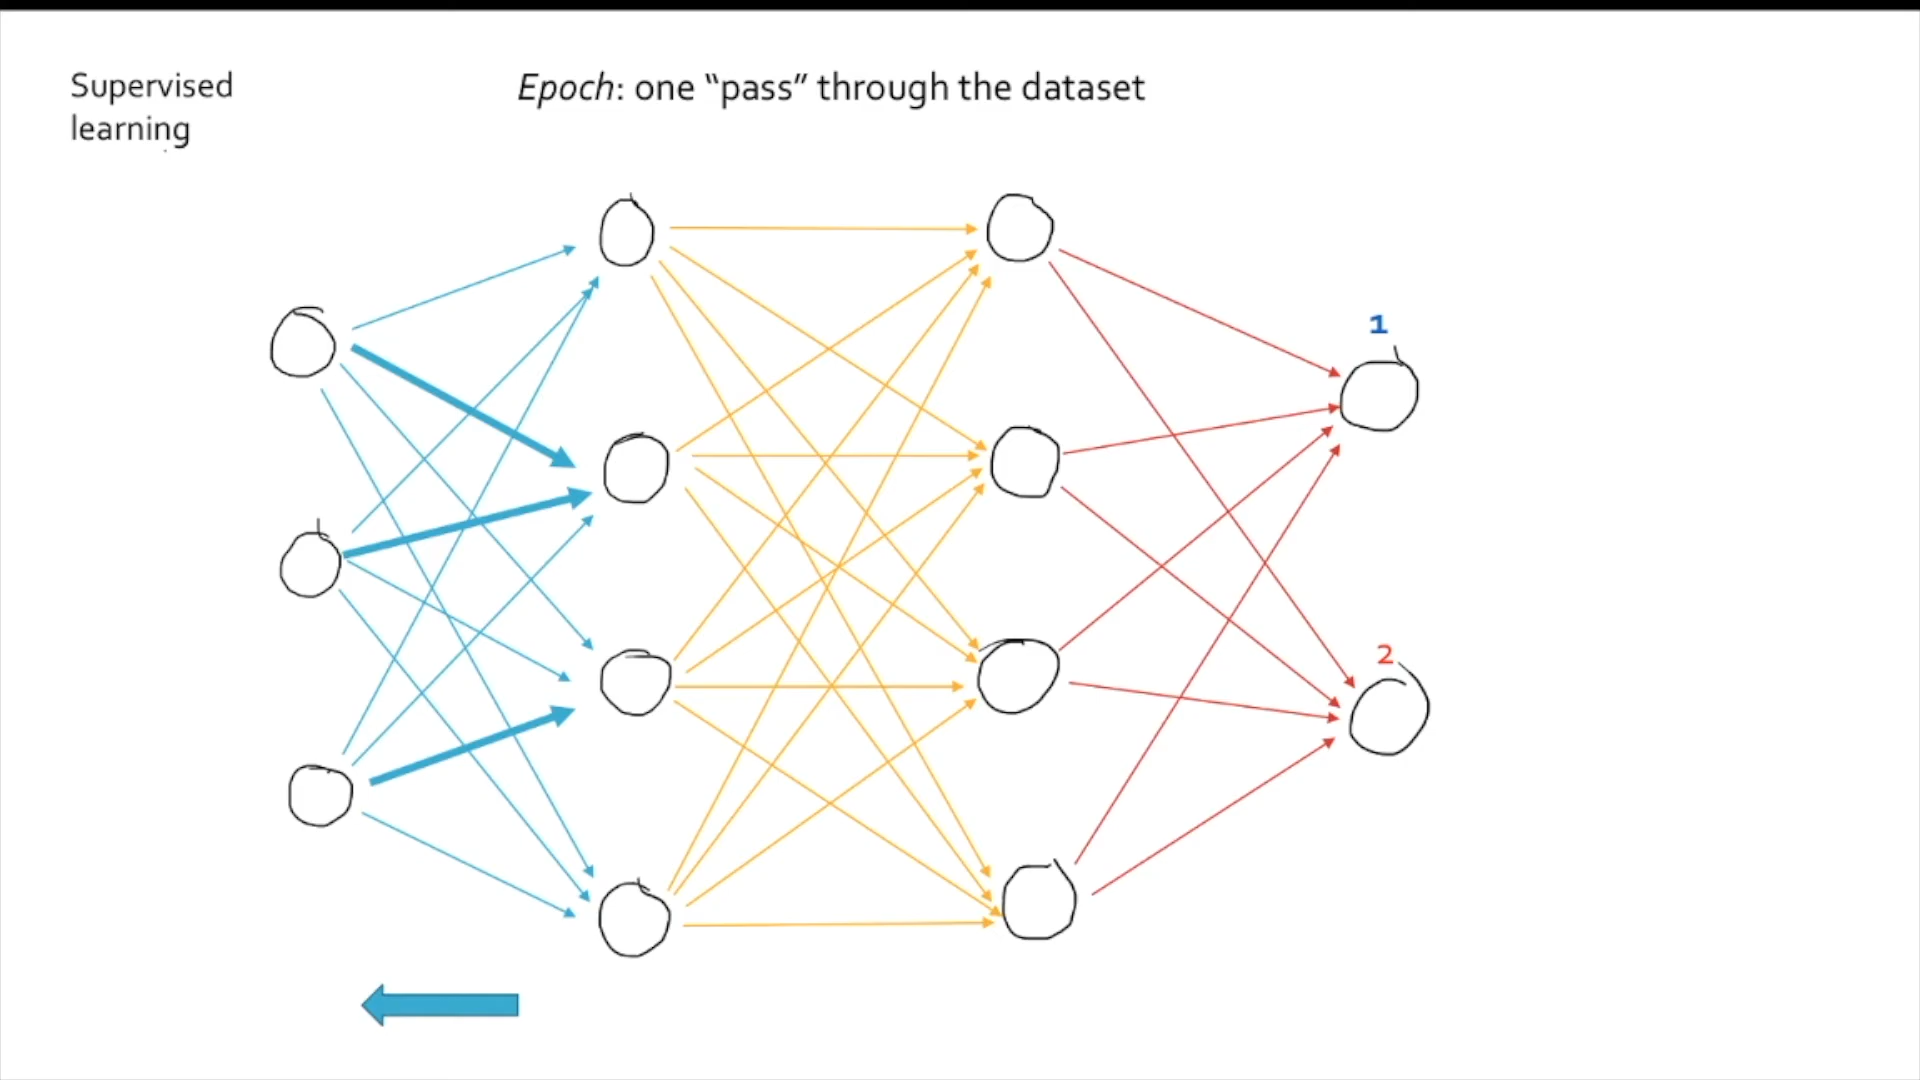 Supervised
learning
Epoch: one “pass” through the dataset
1
2